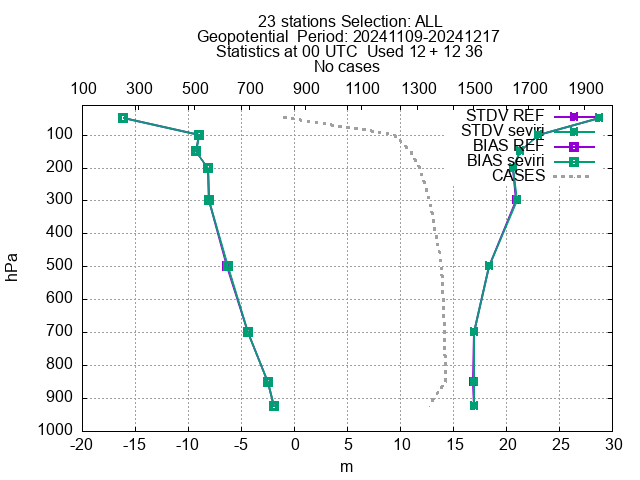 23 stations Selection: ALL
Geopotential  Period: 20241109-20241217
Statistics at 00 UTC  Used 12 + 12 36
No cases
100 300 500 700 900 1100 1300 1500 1700 1900
STDV REF
STDV seviri
BIAS REF
BIAS seviri
CASES
100
200
300
400
500
600
700
800
900
1000
hPa
-20 -15 -10 -5 0 5 10 15 20 25 30
m